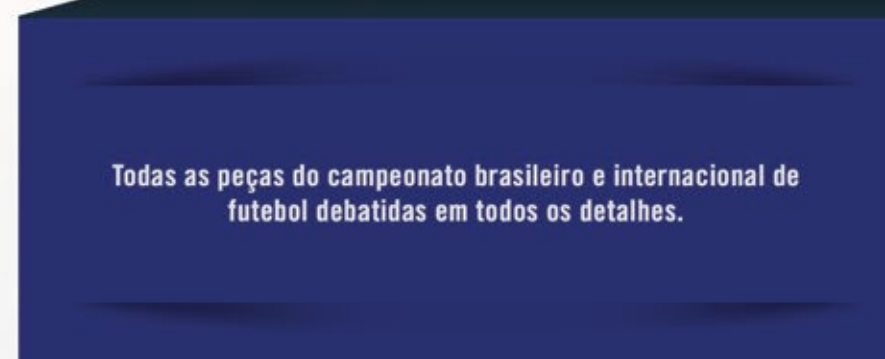 Todas as peças do campeonato brasileiro e internacional de
futebol debatidas em todos os detalhes.